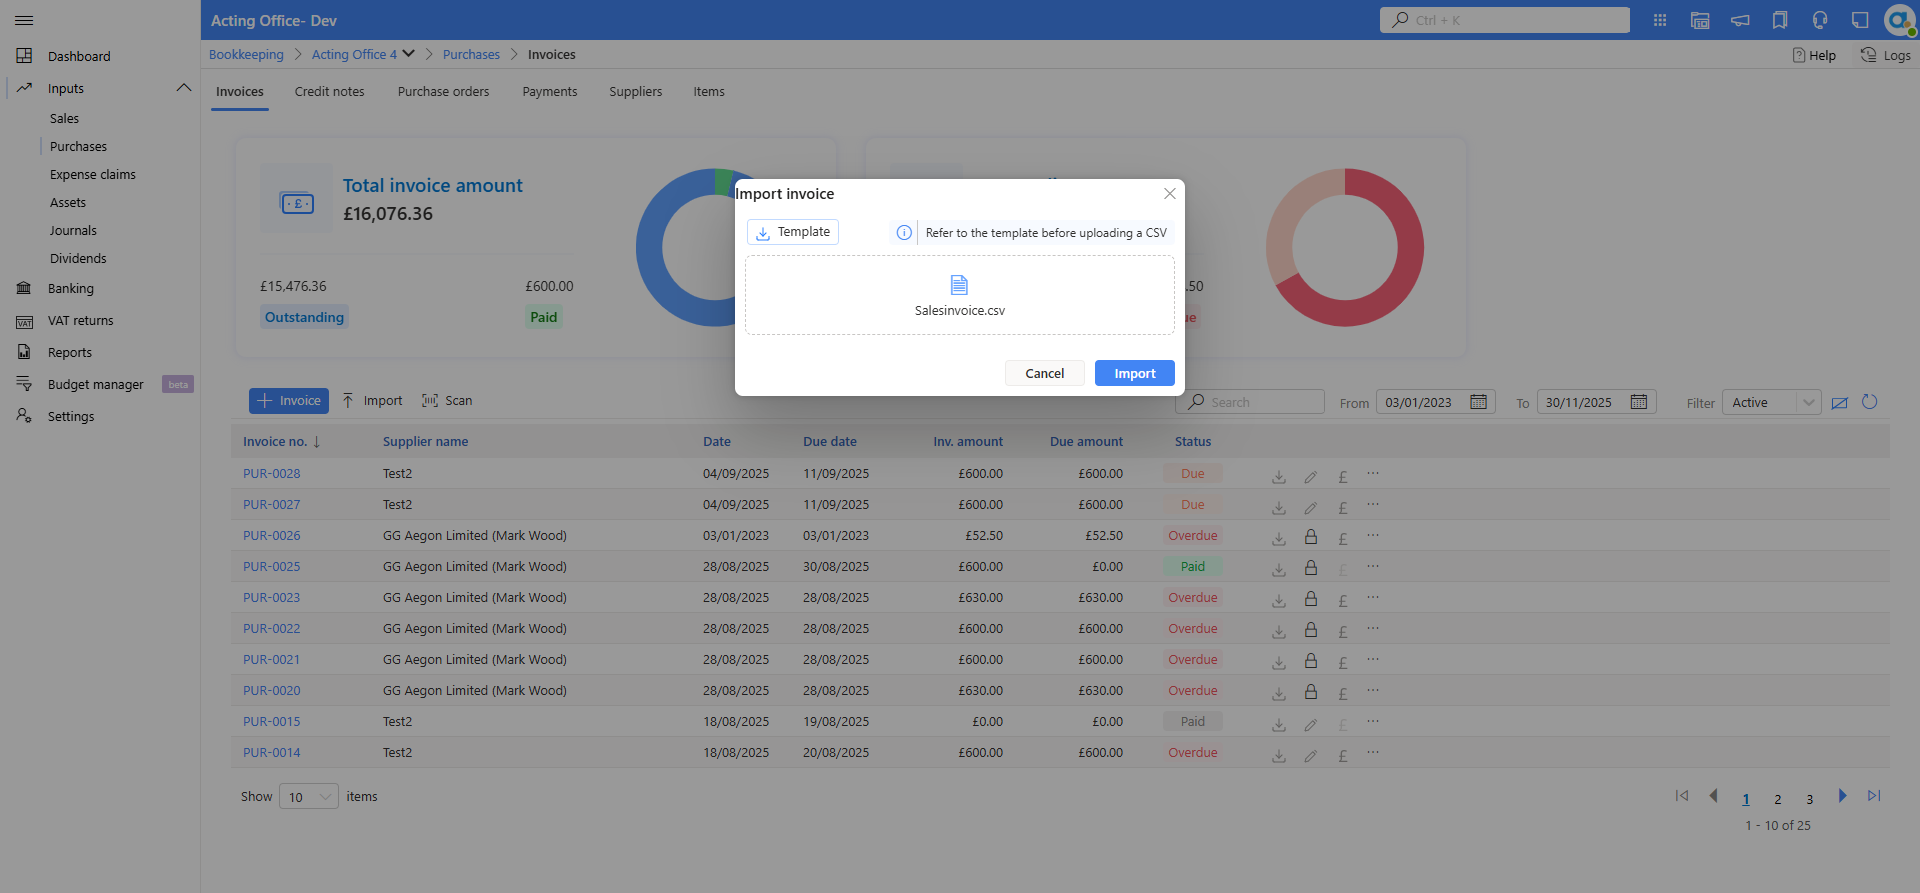 Acting Office- Dev
Ctrl + K
Bookkeeping
Acting Office 4
Purchases
Invoices
Help
Logs
Dashboard
Inputs
Sales
Purchases
Expense claims
Assets
Journals
Dividends
Banking
VAT returns
Reports
Budget manager
beta
Settings
Invoices
Credit notes
Purchase orders
Payments
Suppliers
Items
Total invoice amount
£16,076.36
£15,476.36
£600.00
Outstanding
Paid
.50
ue
Import invoice
Template
Refer to the template before uploading a CSV
Salesinvoice.csv
Cancel
Import
Invoice
Import
Scan
Search
From
03/01/2023
To
30/11/2025
Filter
Active
Invoice no. Supplier name Date Due date Inv. amount Due amount Status
PUR-0028 Test2 04/09/2025 11/09/2025 £600.00 £600.00 Due
PUR-0027 Test2 04/09/2025 11/09/2025 £600.00 £600.00 Due
PUR-0026 GG Aegon Limited (Mark Wood) 03/01/2023 03/01/2023 £52.50 £52.50 Overdue
PUR-0025 GG Aegon Limited (Mark Wood) 28/08/2025 30/08/2025 £600.00 £0.00 Paid
PUR-0023 GG Aegon Limited (Mark Wood) 28/08/2025 28/08/2025 £630.00 £630.00 Overdue
PUR-0022 GG Aegon Limited (Mark Wood) 28/08/2025 28/08/2025 £600.00 £600.00 Overdue
PUR-0021 GG Aegon Limited (Mark Wood) 28/08/2025 28/08/2025 £600.00 £600.00 Overdue
PUR-0020 GG Aegon Limited (Mark Wood) 28/08/2025 28/08/2025 £630.00 £630.00 Overdue
PUR-0015 Test2 18/08/2025 19/08/2025 £0.00 £0.00 Paid
PUR-0014 Test2 18/08/2025 20/08/2025 £600.00 £600.00 Overdue
Show 10 items
1 2 3
1 - 10 of 25